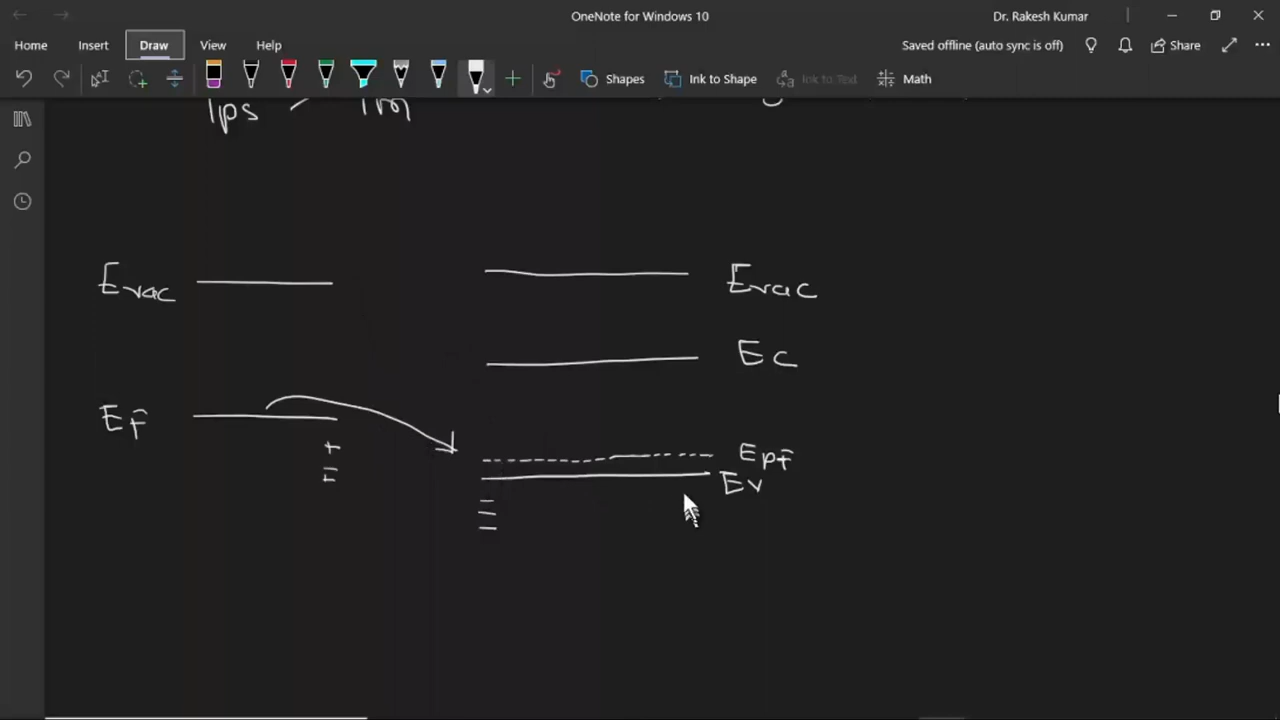 OneNote for Windows 10
Dr. Rakesh Kumar
Home Insert Draw View Help
Saved offline (auto sync is off) Share
Shapes Ink to Shape Ink to Text Math
Evac Evac
Ec
EF
EpF
Ev